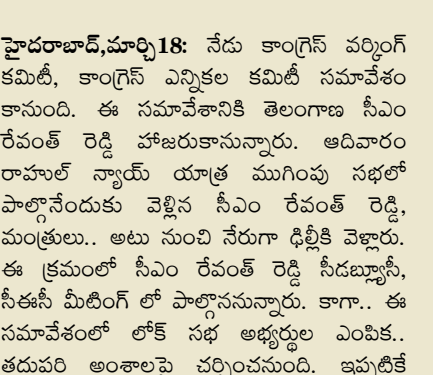 హైదరాబాద్,మార్చి18: నేడు కాంగ్రెస్ వర్కింగ్
కమిటీ, కాంగ్రెస్ ఎన్నికల కమిటీ సమావేశం
కానుంది. ఈ సమావేశానికి తెలంగాణ సీఎం
రేవంత్ రెడ్డి హాజరుకానున్నారు. ఆదివారం
రాహుల్ న్యాయ్ యాత్ర ముగింపు సభలో
పాల్గొనేందుకు వెళ్లిన సీఎం రేవంత్ రెడ్డి,
మంత్రులు.. అటు నుంచి నేరుగా ఢిల్లీకి వెళ్లారు.
ఈ క్రమంలో సీఎం రేవంత్ రెడ్డి సీడబ్ల్యూసీ,
సీఈసీ మీటింగ్ లో పాల్గొననున్నారు. కాగా.. ఈ
సమావేశంలో లోక్ సభ అభ్యర్థుల ఎంపిక..
తదుపరి అంశాలపై చర్చించనుంది. ఇప్పటికే